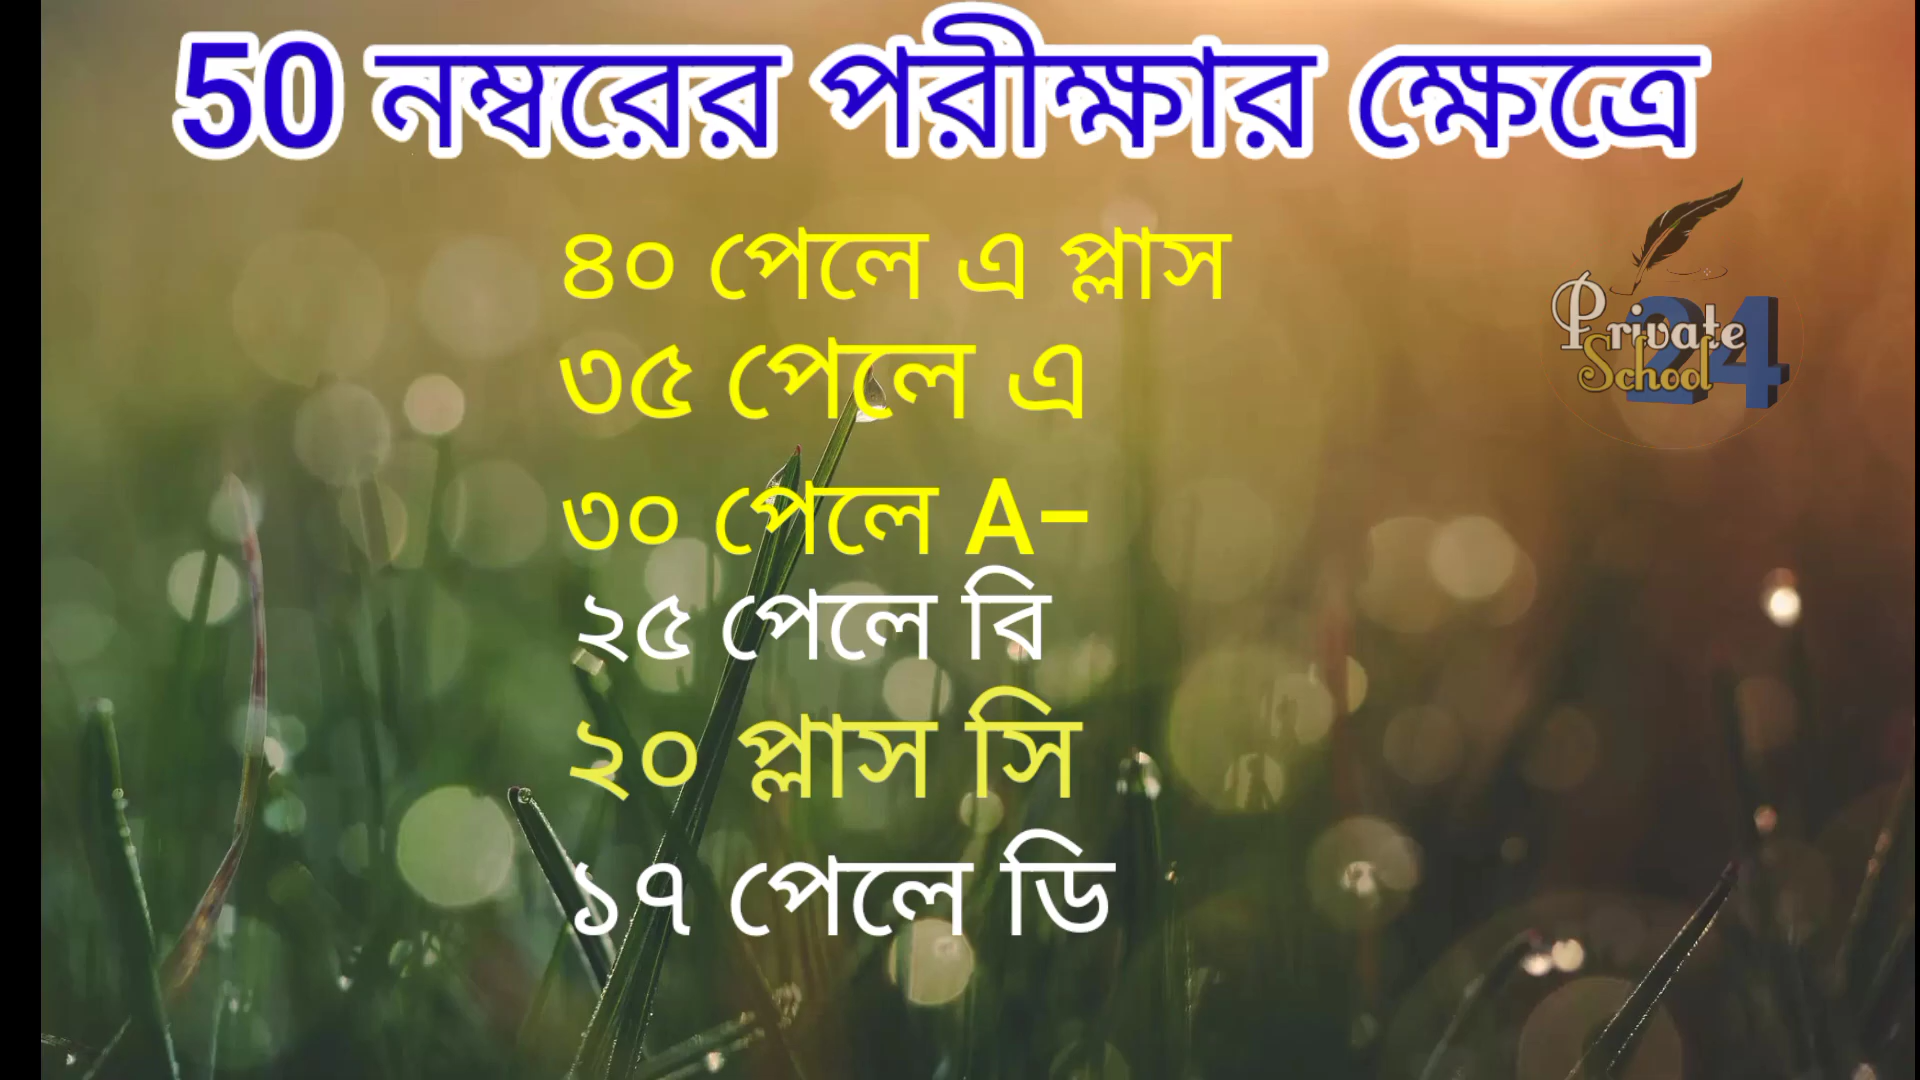 50 নম্বরের পরীক্ষার ক্ষেত্রে
৪০ পেলে এ প্লাস
৩৫ পেলে এ
৩০ পেলে A-
২৫ পেলে বি
২০ প্লাস সি
১৭ পেলে ডি
Private
School 24